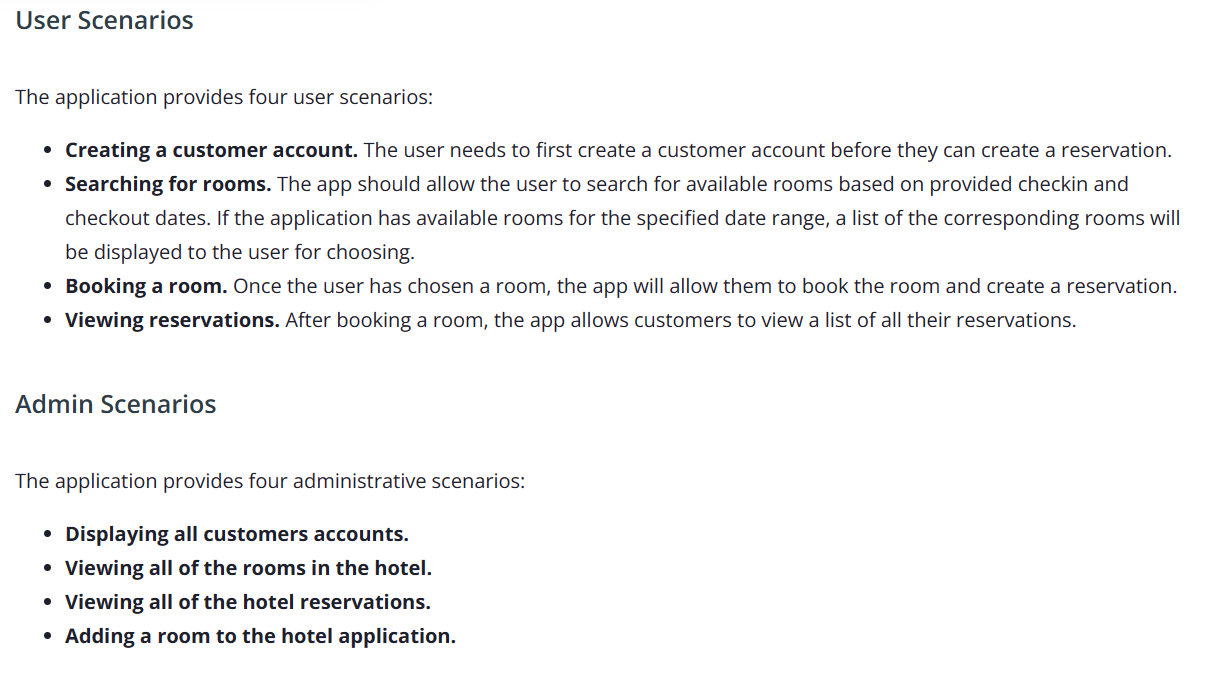 User Scenarios
The application provides four user scenarios:
• Creating a customer account. The user needs to first create a customer account before they can create a reservation.
• Searching for rooms. The app should allow the user to search for available rooms based on provided checkin and
checkout dates. If the application has available rooms for the specified date range, a list of the corresponding rooms will
be displayed to the user for choosing.
• Booking a room. Once the user has chosen a room, the app will allow them to book the room and create a reservation.
• Viewing reservations. After booking a room, the app allows customers to view a list of all their reservations.
Admin Scenarios
The application provides four administrative scenarios:
• Displaying all customers accounts.
• Viewing all of the rooms in the hotel.
• Viewing all of the hotel reservations.
• Adding a room to the hotel application.